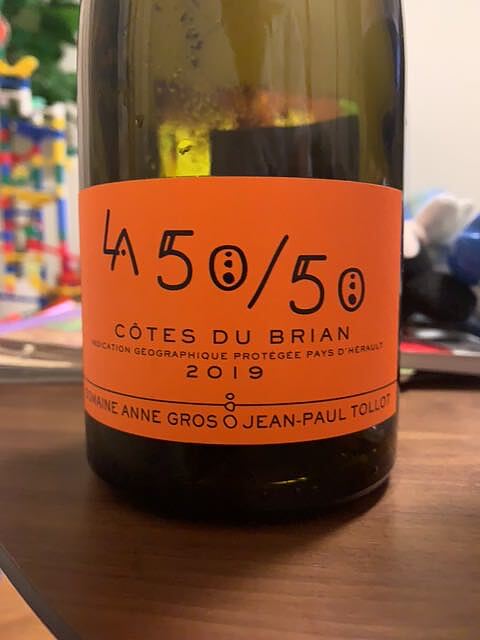 LA 50/50
CÔTES DU BRIAN
INDICATION GÉOGRAPHIQUE PROTÉGÉE PAYS D'HÉRAULT
2019
DOMAINE ANNE GROS JEAN-PAUL TOLLOT